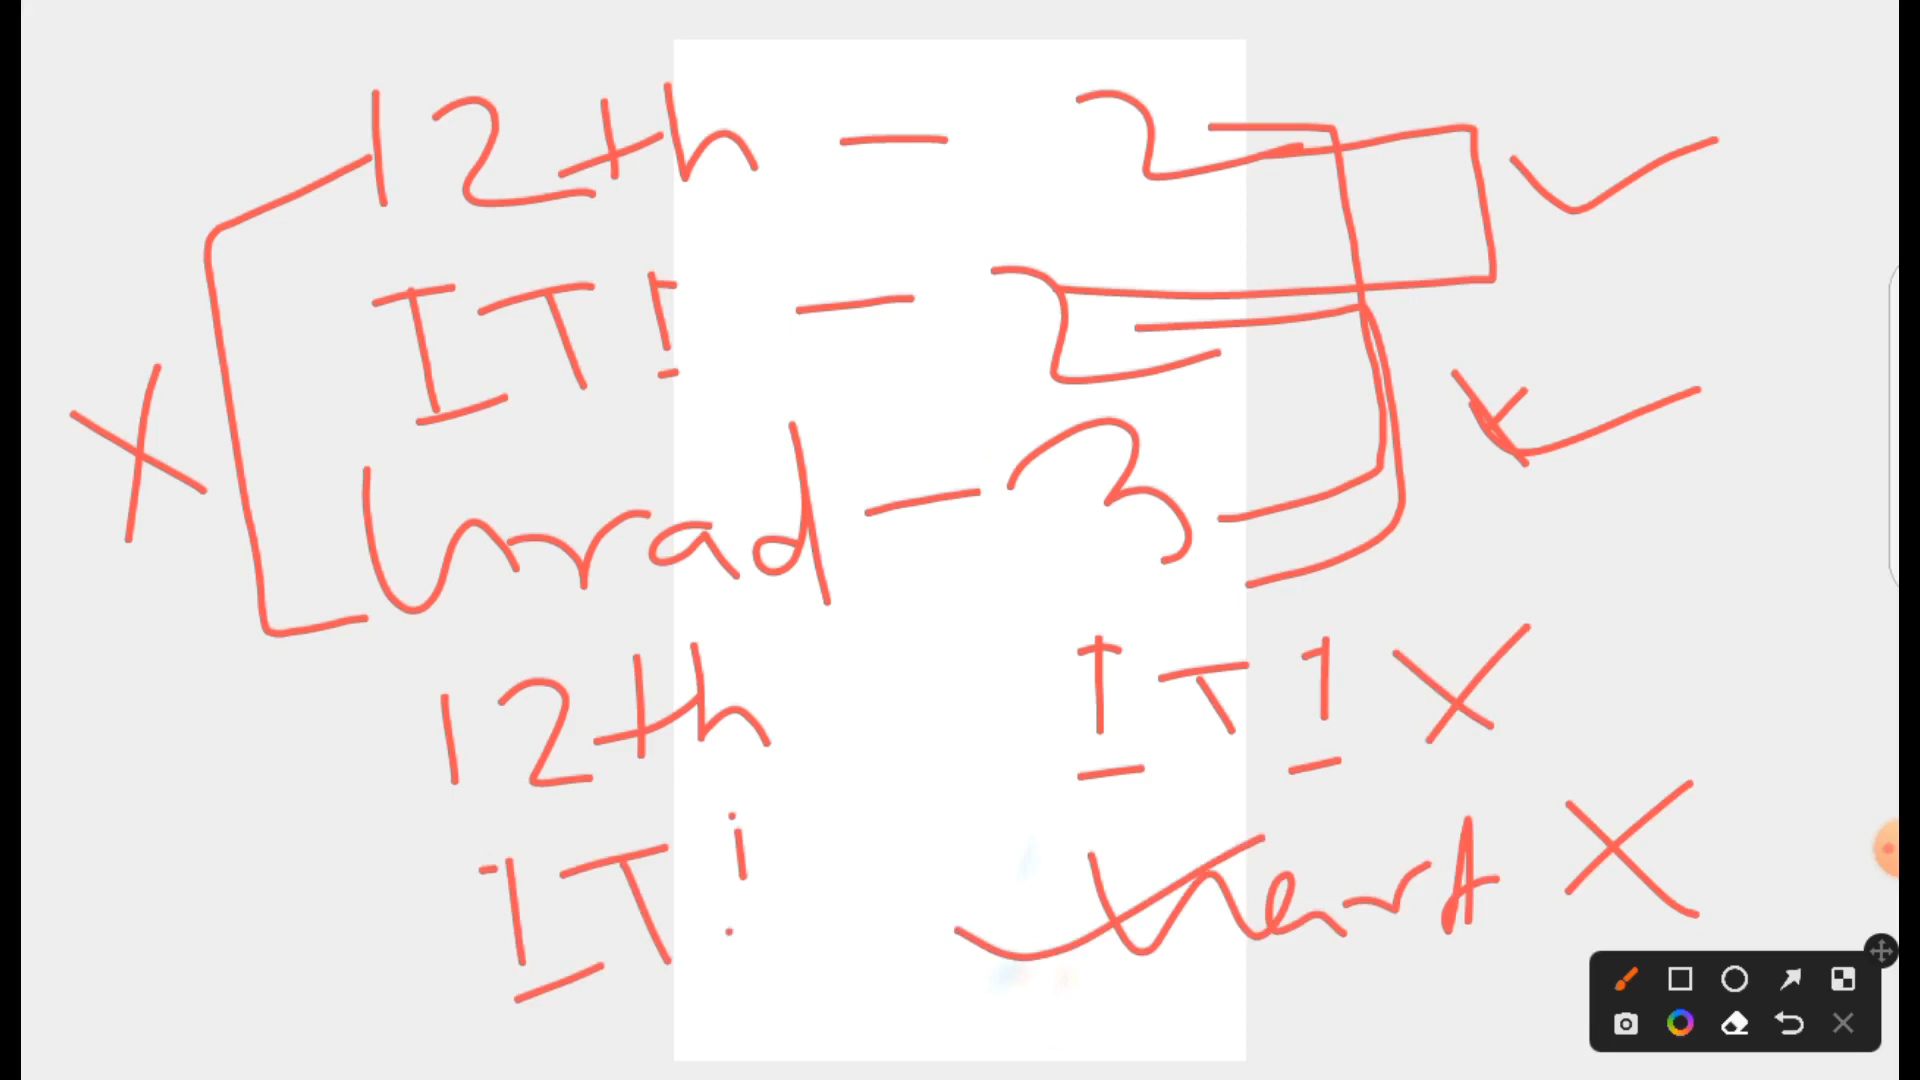 12th - 2
ITI - 2
Grad - 3
12th ITI X
ITI